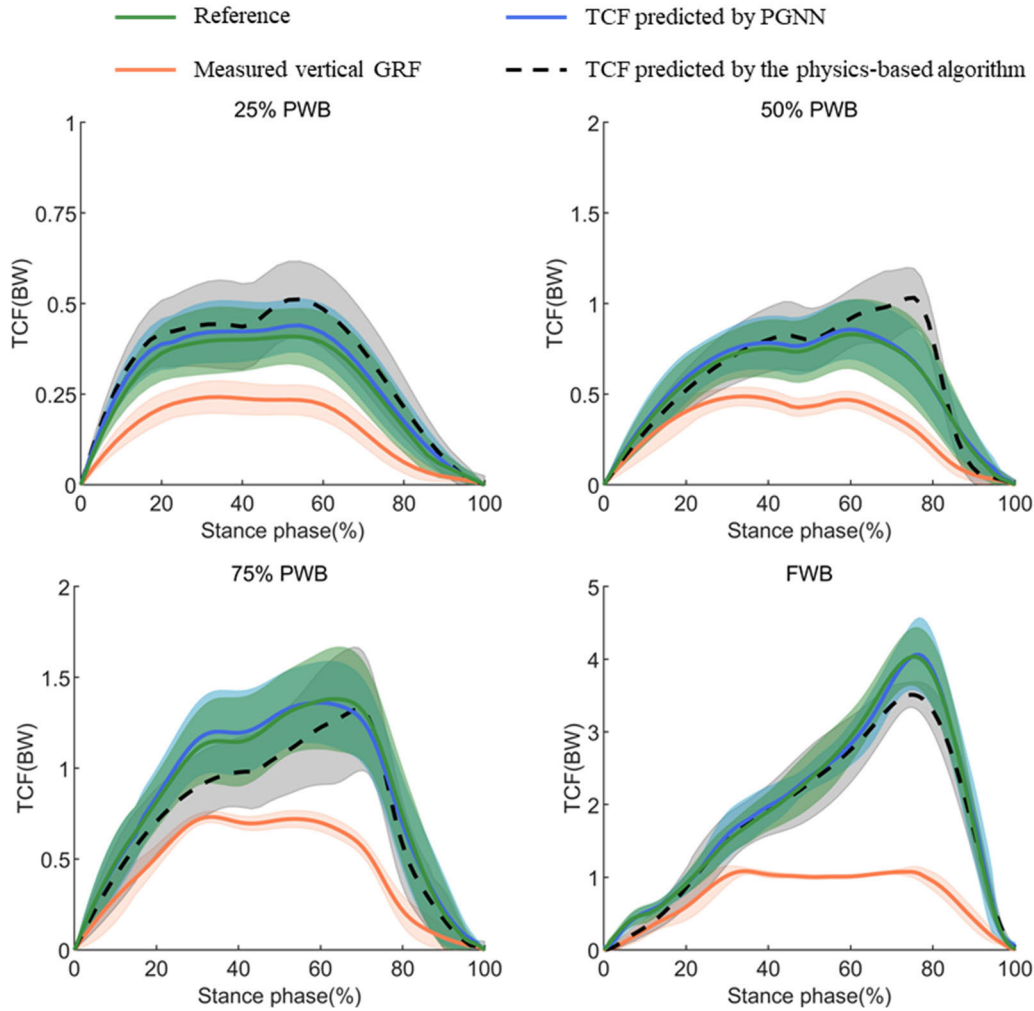 Reference
TCF predicted by PGNN
Measured vertical GRF
TCF predicted by the physics-based algorithm
25% PWB
1
0.75
0.5
0.25
0
TCF(BW)
0 20 40 60 80 100
Stance phase(%)
50% PWB
2
1.5
1
0.5
0
TCF(BW)
0 20 40 60 80 100
Stance phase(%)
75% PWB
2
1.5
1
0.5
0
TCF(BW)
0 20 40 60 80 100
Stance phase(%)
FWB
5
4
3
2
1
0
TCF(BW)
0 20 40 60 80 100
Stance phase(%)